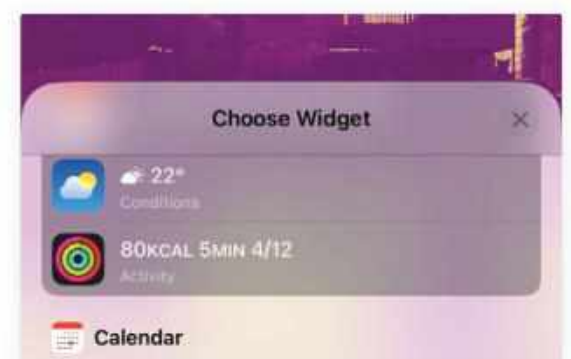 Choose Widget
22°
Conditions
80KCAL 5MIN 4/12
Activity
Calendar